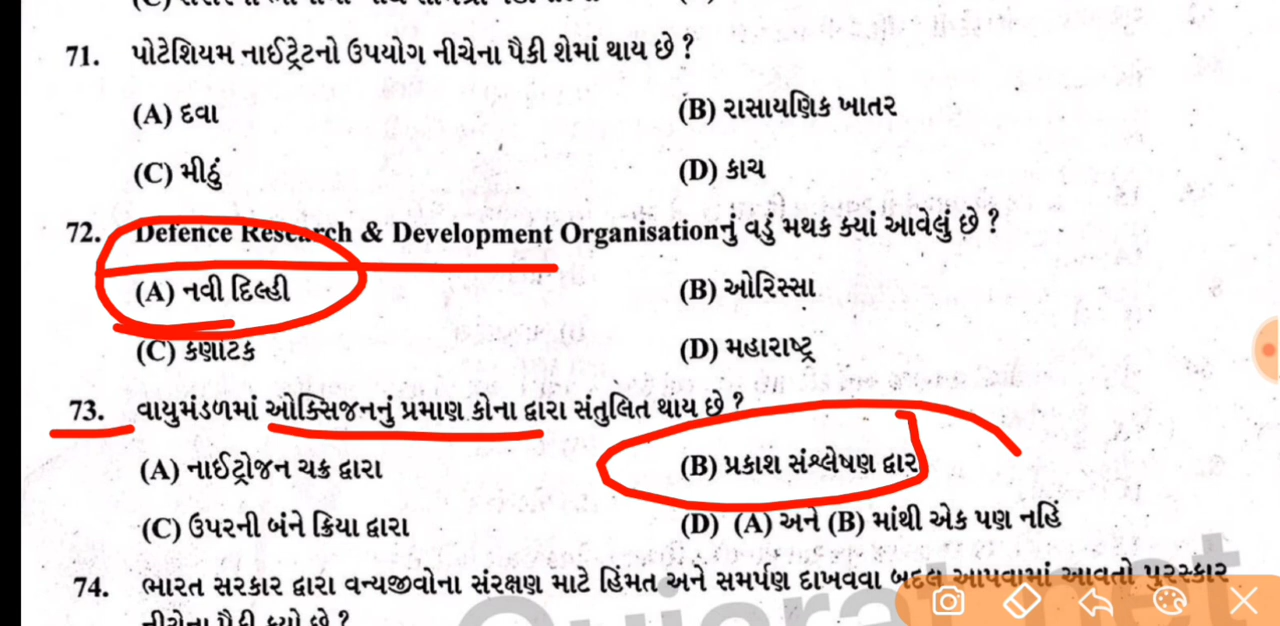 71. પોટેશિયમ નાઈટ્રેટનો ઉપયોગ નીચેના પૈકી શેમાં થાય છે ?
(A) દવા (B) રાસાયણિક ખાતર
(C) મીઠું (D) કાચ
72. Defence Research & Development Organisationનું વડું મથક ક્યાં આવેલું છે ?
(A) નવી દિલ્હી (B) ઓરિસ્સા
(C) કર્ણાટક (D) મહારાષ્ટ્ર
73. વાયુમંડળમાં ઓક્સિજનનું પ્રમાણ કોના દ્વારા સંતુલિત થાય છે ?
(A) નાઈટ્રોજન ચક્ર દ્વારા (B) પ્રકાશ સંશ્લેષણ દ્વાર
(C) ઉપરની બંને ક્રિયા દ્વારા (D) (A) અને (B) માંથી એક પણ નહિં
74. ભારત સરકાર દ્વારા વન્યજીવોના સંરક્ષણ માટે હિંમત અને સમર્પણ દાખવવા બદલ આપવામાં આવતો પુરસ્કાર
નીચેના પૈકી ક્યો છે ?